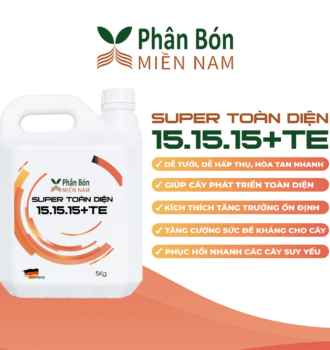 Phân Bón
MIỀN NAM
SUPER TOÀN DIỆN
15.15.15+TE
DỄ TƯỚI, DỄ HẤP THỤ, HÒA TAN NHANH
GIÚP CÂY PHÁT TRIỂN TOÀN DIỆN
KÍCH THÍCH TĂNG TRƯỞNG ỔN ĐỊNH
TĂNG CƯỜNG SỨC ĐỀ KHÁNG CHO CÂY
PHỤC HỒI NHANH CÁC CÂY SUY YẾU
Phân Bón
MIỀN NAM
SUPER TOÀN DIỆN
15.15.15+TE
Germany
5Kg